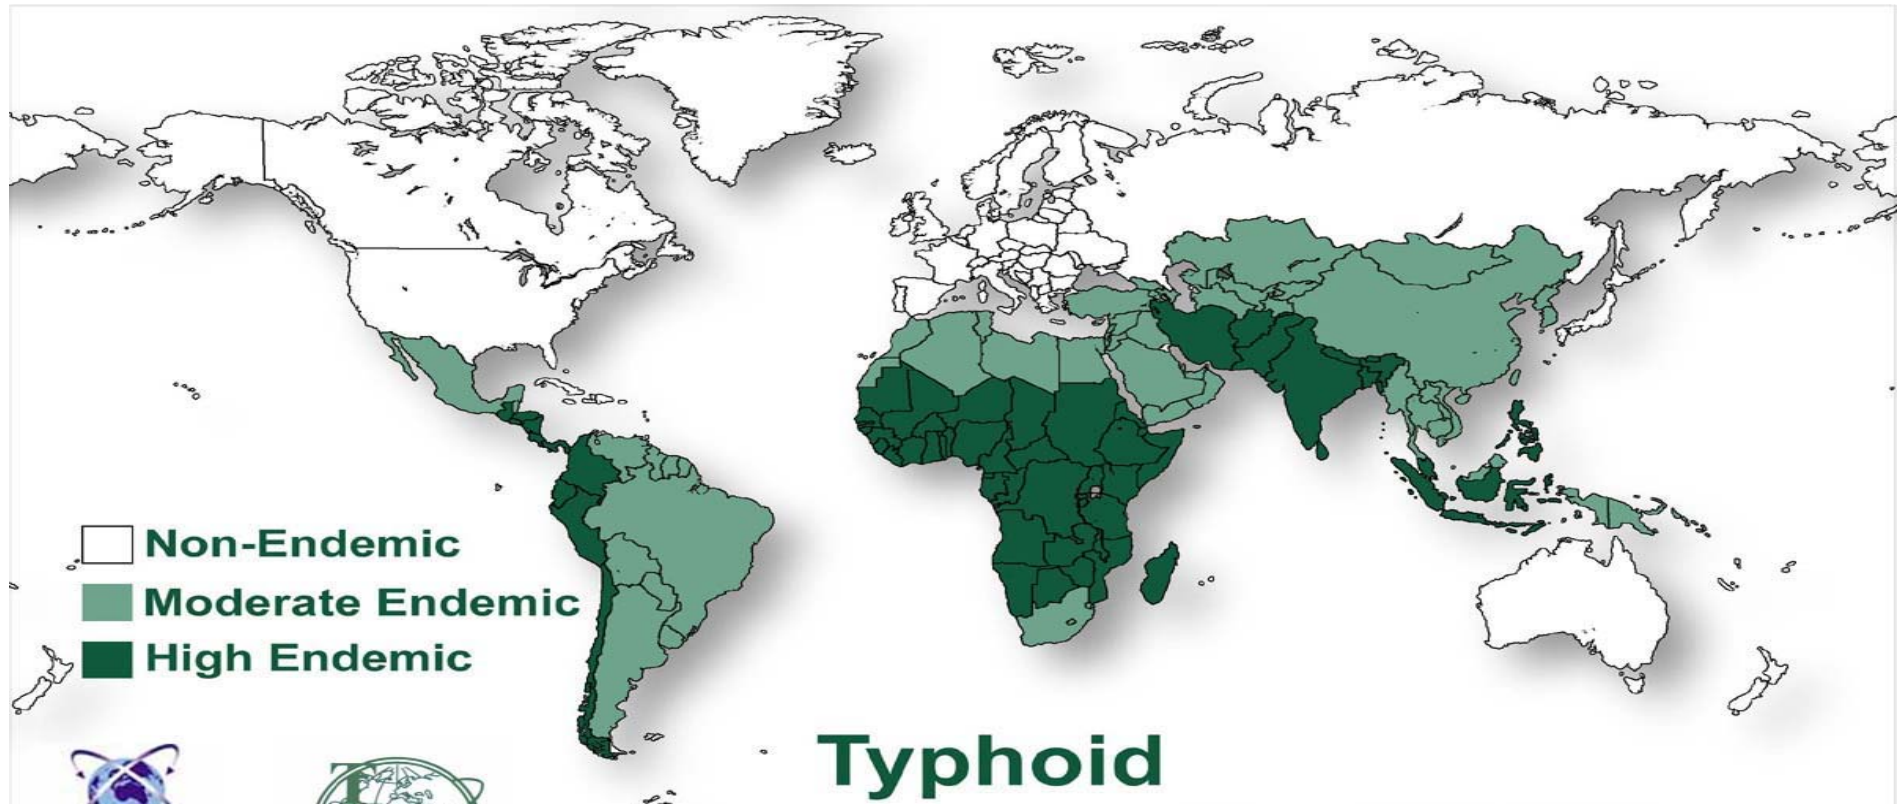 Non-Endemic
Moderate Endemic
High Endemic
Typhoid
T